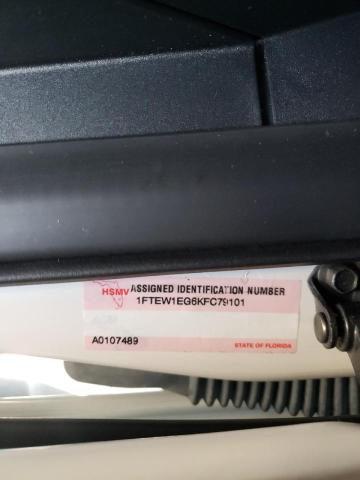 HSMV ASSIGNED IDENTIFICATION NUMBER
1FTEW1EG6KFC79101
A0107489 STATE OF FLORIDA